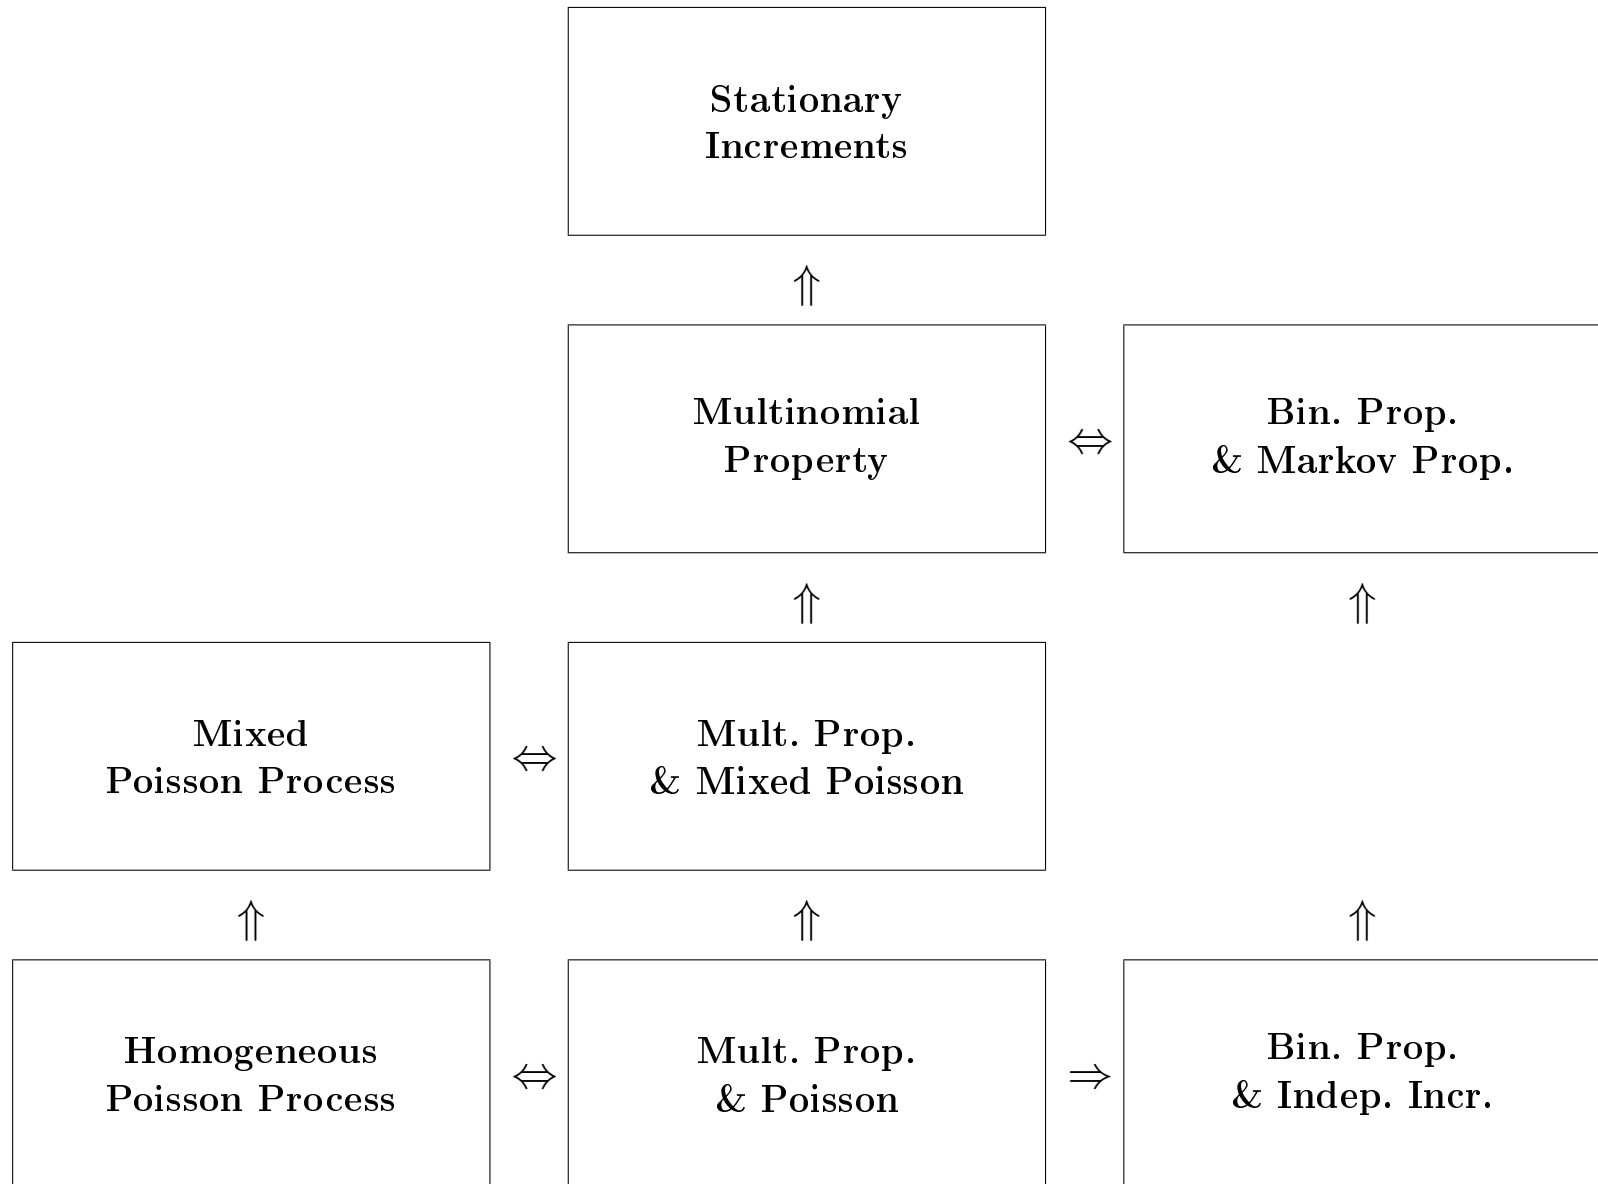 Stationary
Increments
⇑
Multinomial
Property
⇔
Bin. Prop.
& Markov Prop.
⇑
⇑
Mixed
Poisson Process
⇔
Mult. Prop.
& Mixed Poisson
⇑
⇑
⇑
Homogeneous
Poisson Process
⇔
Mult. Prop.
& Poisson
⇒
Bin. Prop.
& Indep. Incr.